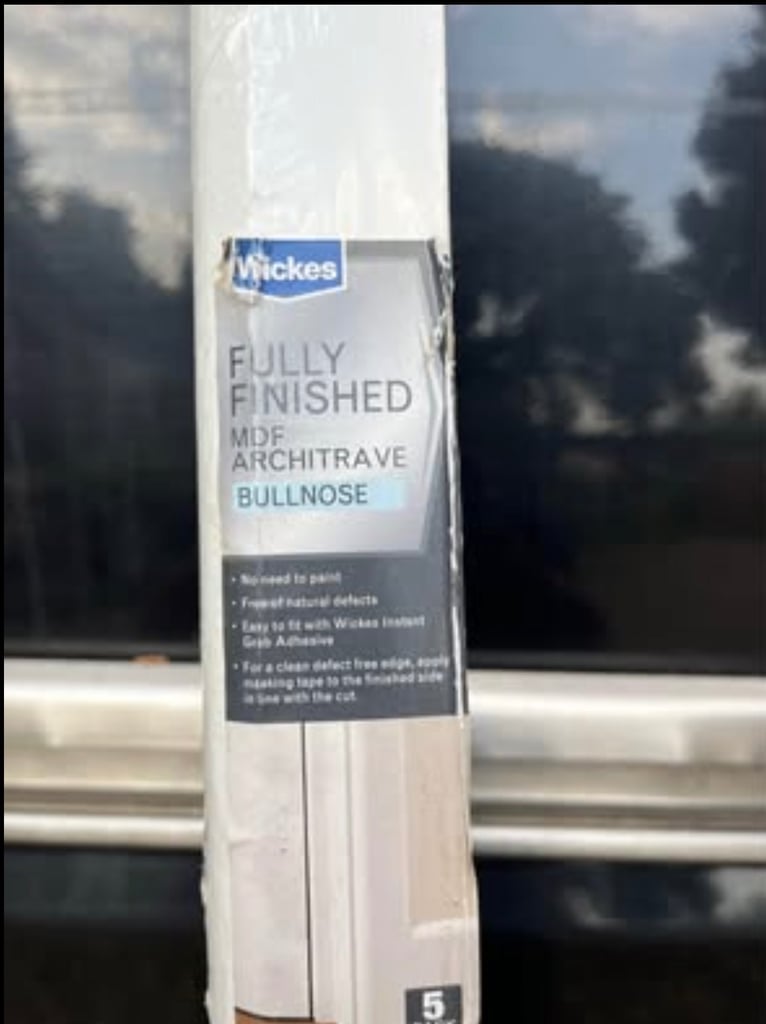 Wickes
FULLY
FINISHED
MDF
ARCHITRAVE
BULLNOSE
• No need to paint
• Free of natural defects
• Easy to fit with Wickes Instant
Grab Adhesive
• For a clean defect free edge, apply
masking tape to the finished side
in line with the cut.
5